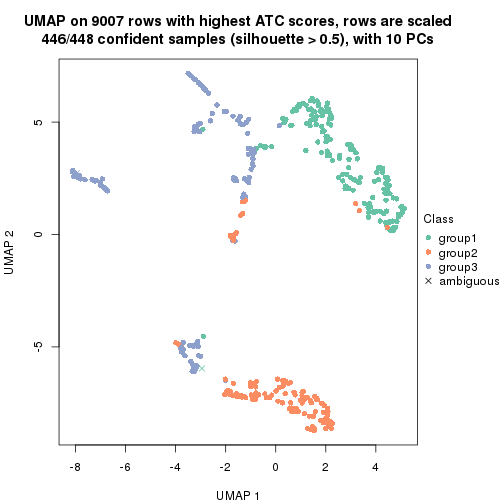 UMAP on 9007 rows with highest ATC scores, rows are scaled
446/448 confident samples (silhouette > 0.5), with 10 PCs
5
0
-5
UMAP 2
-8 -6 -4 -2 0 2 4
UMAP 1
Class
group1
group2
group3
ambiguous